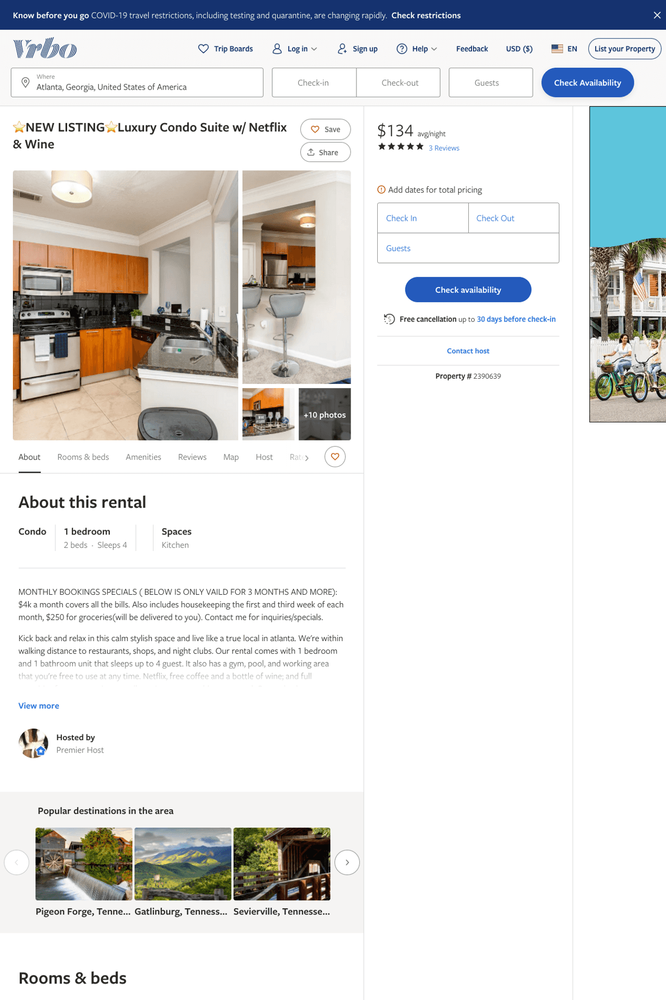 Know before you go COVID-19 travel restrictions, including testing and quarantine, are changing rapidly. Check restrictions
Vrbo
Trip Boards
Log in
Sign up
Help
Feedback
USD ($)
EN
List your Property
Where
Atlanta, Georgia, United States of America
Check-in
Check-out
Guests
Check Availability
⭐NEW LISTING⭐Luxury Condo Suite w/ Netflix
& Wine
Save
Share
+10 photos
$134 avg/night
★★★★★ 3 Reviews
Add dates for total pricing
Check In
Check Out
Guests
Check availability
Free cancellation up to 30 days before check-in
Contact host
Property # 2390639
About
Rooms & beds
Amenities
Reviews
Map
Host
About this rental
Condo
1 bedroom
2 beds · Sleeps 4
Spaces
Kitchen
MONTHLY BOOKINGS SPECIALS ( BELOW IS ONLY VAILD FOR 3 MONTHS AND MORE):
$4k a month covers all the bills. Also includes housekeeping the first and third week of each
month, $250 for groceries(will be delivered to you). Contact me for inquiries/specials.
Kick back and relax in this calm stylish space and live like a true local in atlanta. We're within
walking distance to restaurants, shops, and night clubs. Our rental comes with 1 bedroom
and 1 bathroom unit that sleeps up to 4 guest. It also has a gym, pool, and working area
that you're free to use at any time. Netflix, free coffee and a bottle of wine; and full
View more
Hosted by
Premier Host
Popular destinations in the area
Pigeon Forge, Tenne...
Gatlinburg, Tenness...
Sevierville, Tennesse...
Rooms & beds